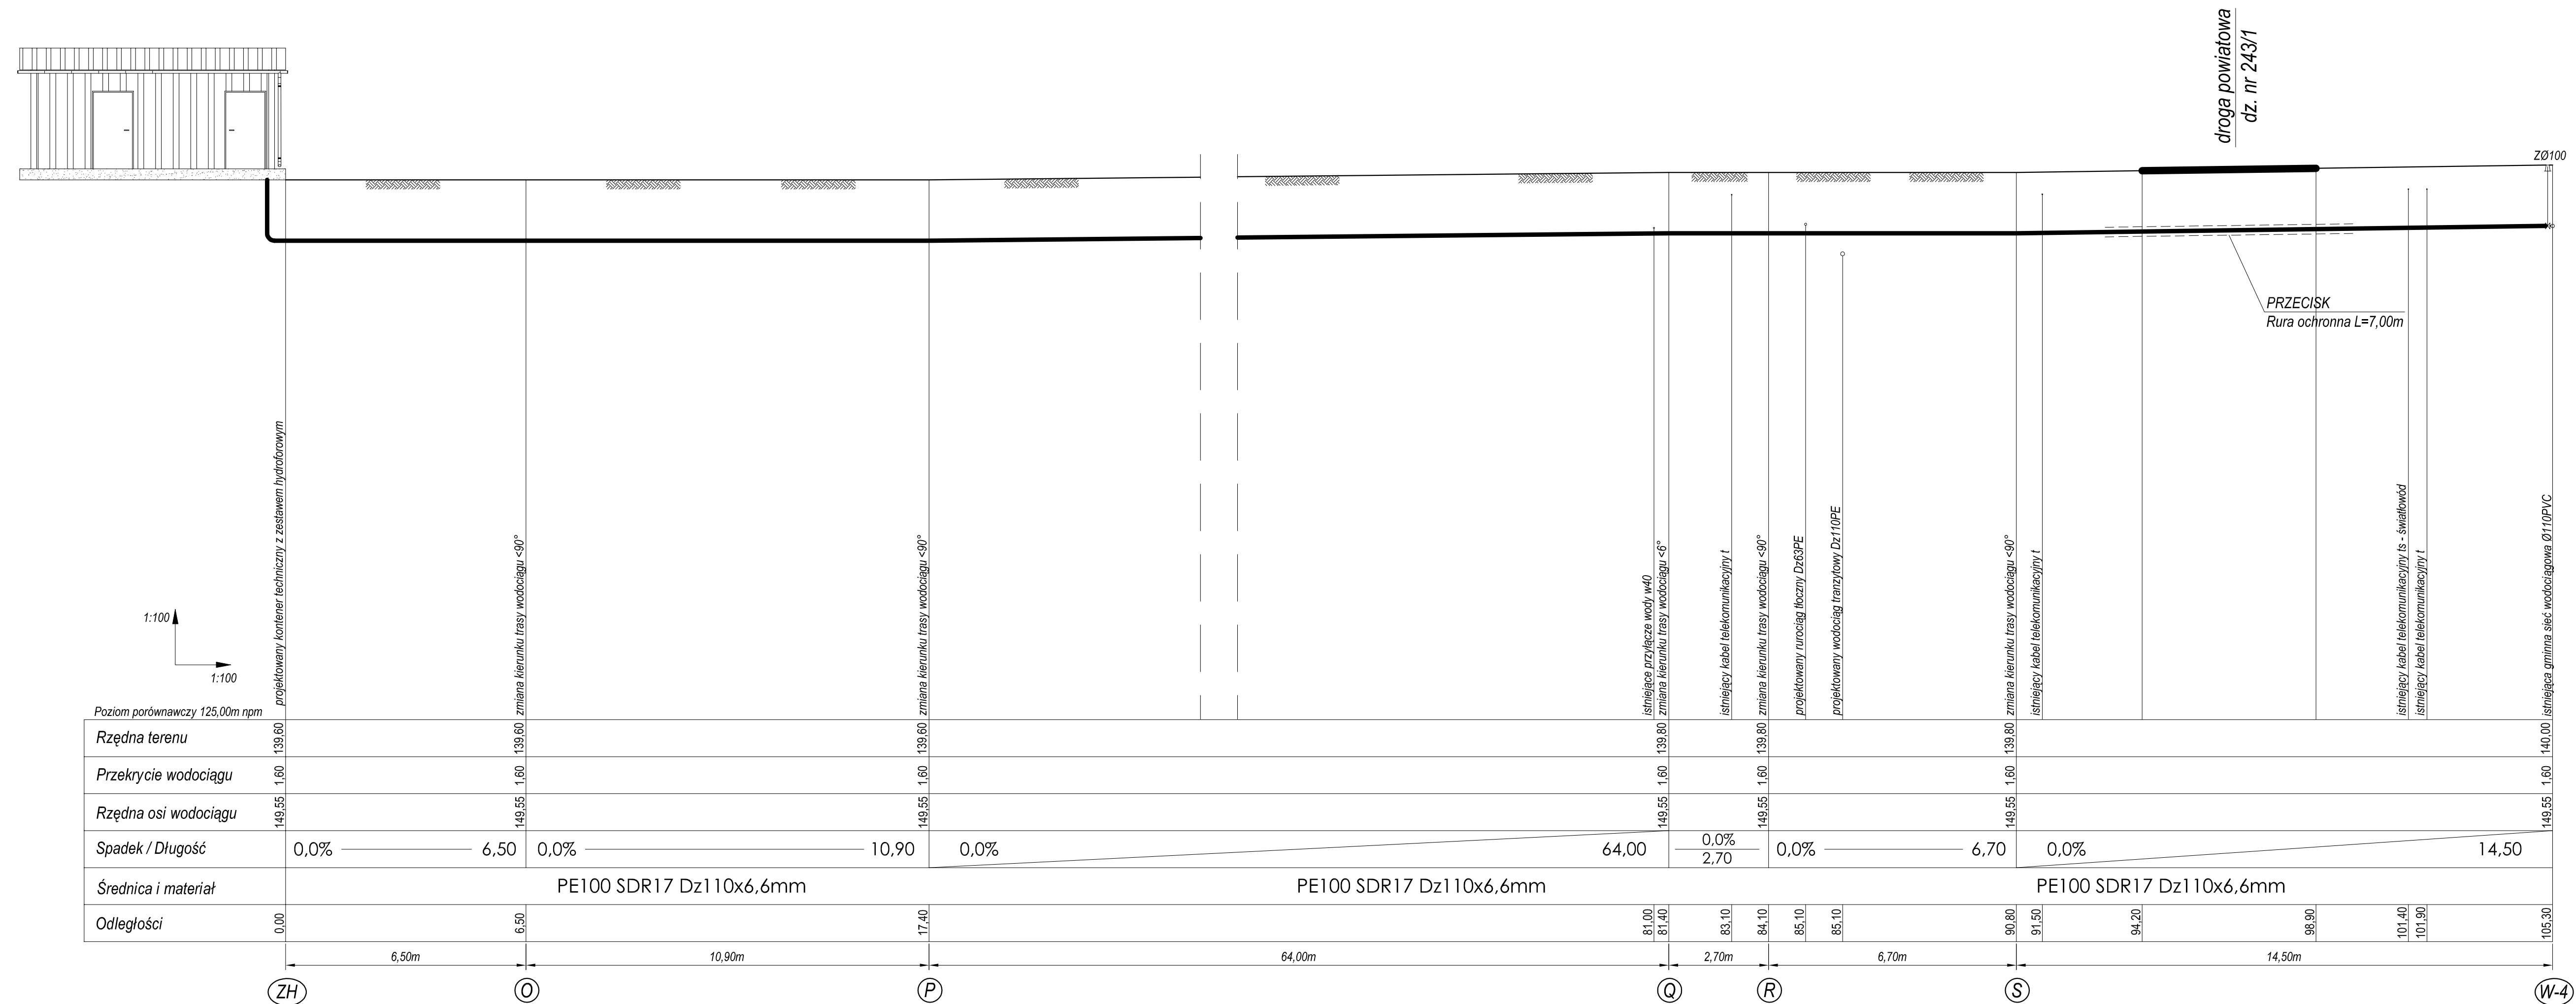 droga powiatowa
dz. nr 243/1
ZØ100
PRZECISK
Rura ochronna L=7,00m
1:100
1:100
projektowany kontener techniczny z zestawem hydroforowym
zmiana kierunku trasy wodociągu <90°
zmiana kierunku trasy wodociągu <90°
istniejące przyłącze wody w40
zmiana kierunku trasy wodociągu <6°
istniejący kabel telekomunikacyjny t
zmiana kierunku trasy wodociągu <90°
projektowany rurociąg tłoczny Dz63PE
projektowany wodociąg tranzytowy Dz110PE
zmiana kierunku trasy wodociągu <90°
istniejący kabel telekomunikacyjny t
istniejący kabel telekomunikacyjny ts - światłowód
istniejący kabel telekomunikacyjny t
istniejąca gminna sieć wodociągowa Ø110PVC
Poziom porównawczy 125,00m npm
Rzędna terenu 139,60 139,60 139,60 139,80 139,80 139,80 140,00
Przekrycie wodociągu 1,60 1,60 1,60 1,60 1,60 1,60 1,60
Rzędna osi wodociągu 149,55 149,55 149,55 149,55 149,55 149,55 149,55
Spadek / Długość 0,0% 6,50 0,0% 10,90 0,0% 64,00 0,0% 2,70 0,0% 6,70 0,0% 14,50
Średnica i materiał PE100 SDR17 Dz110x6,6mm PE100 SDR17 Dz110x6,6mm PE100 SDR17 Dz110x6,6mm
Odległości 0,00 6,50 17,40 81,00 81,40 83,10 84,10 85,10 85,10 90,80 91,50 94,20 98,90 101,40 101,90 105,30
6,50m 10,90m 64,00m 2,70m 6,70m 14,50m
ZH O P Q R S W-4